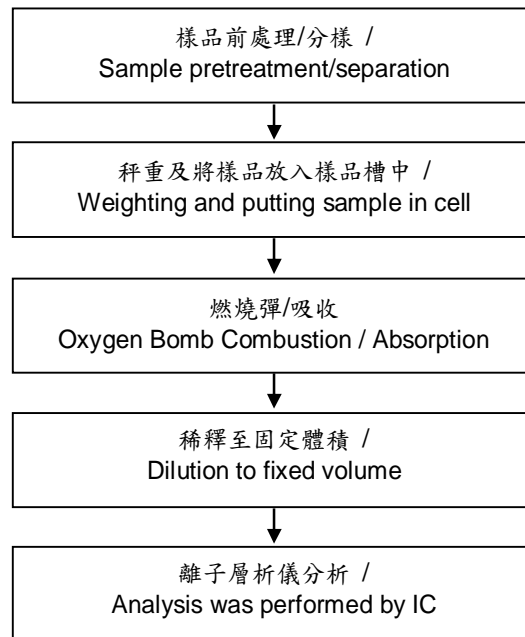 樣品前處理/分樣 /
Sample pretreatment/separation
秤重及將樣品放入樣品槽中 /
Weighting and putting sample in cell
燃燒彈/吸收
Oxygen Bomb Combustion / Absorption
稀釋至固定體積 /
Dilution to fixed volume
離子層析儀分析 /
Analysis was performed by IC